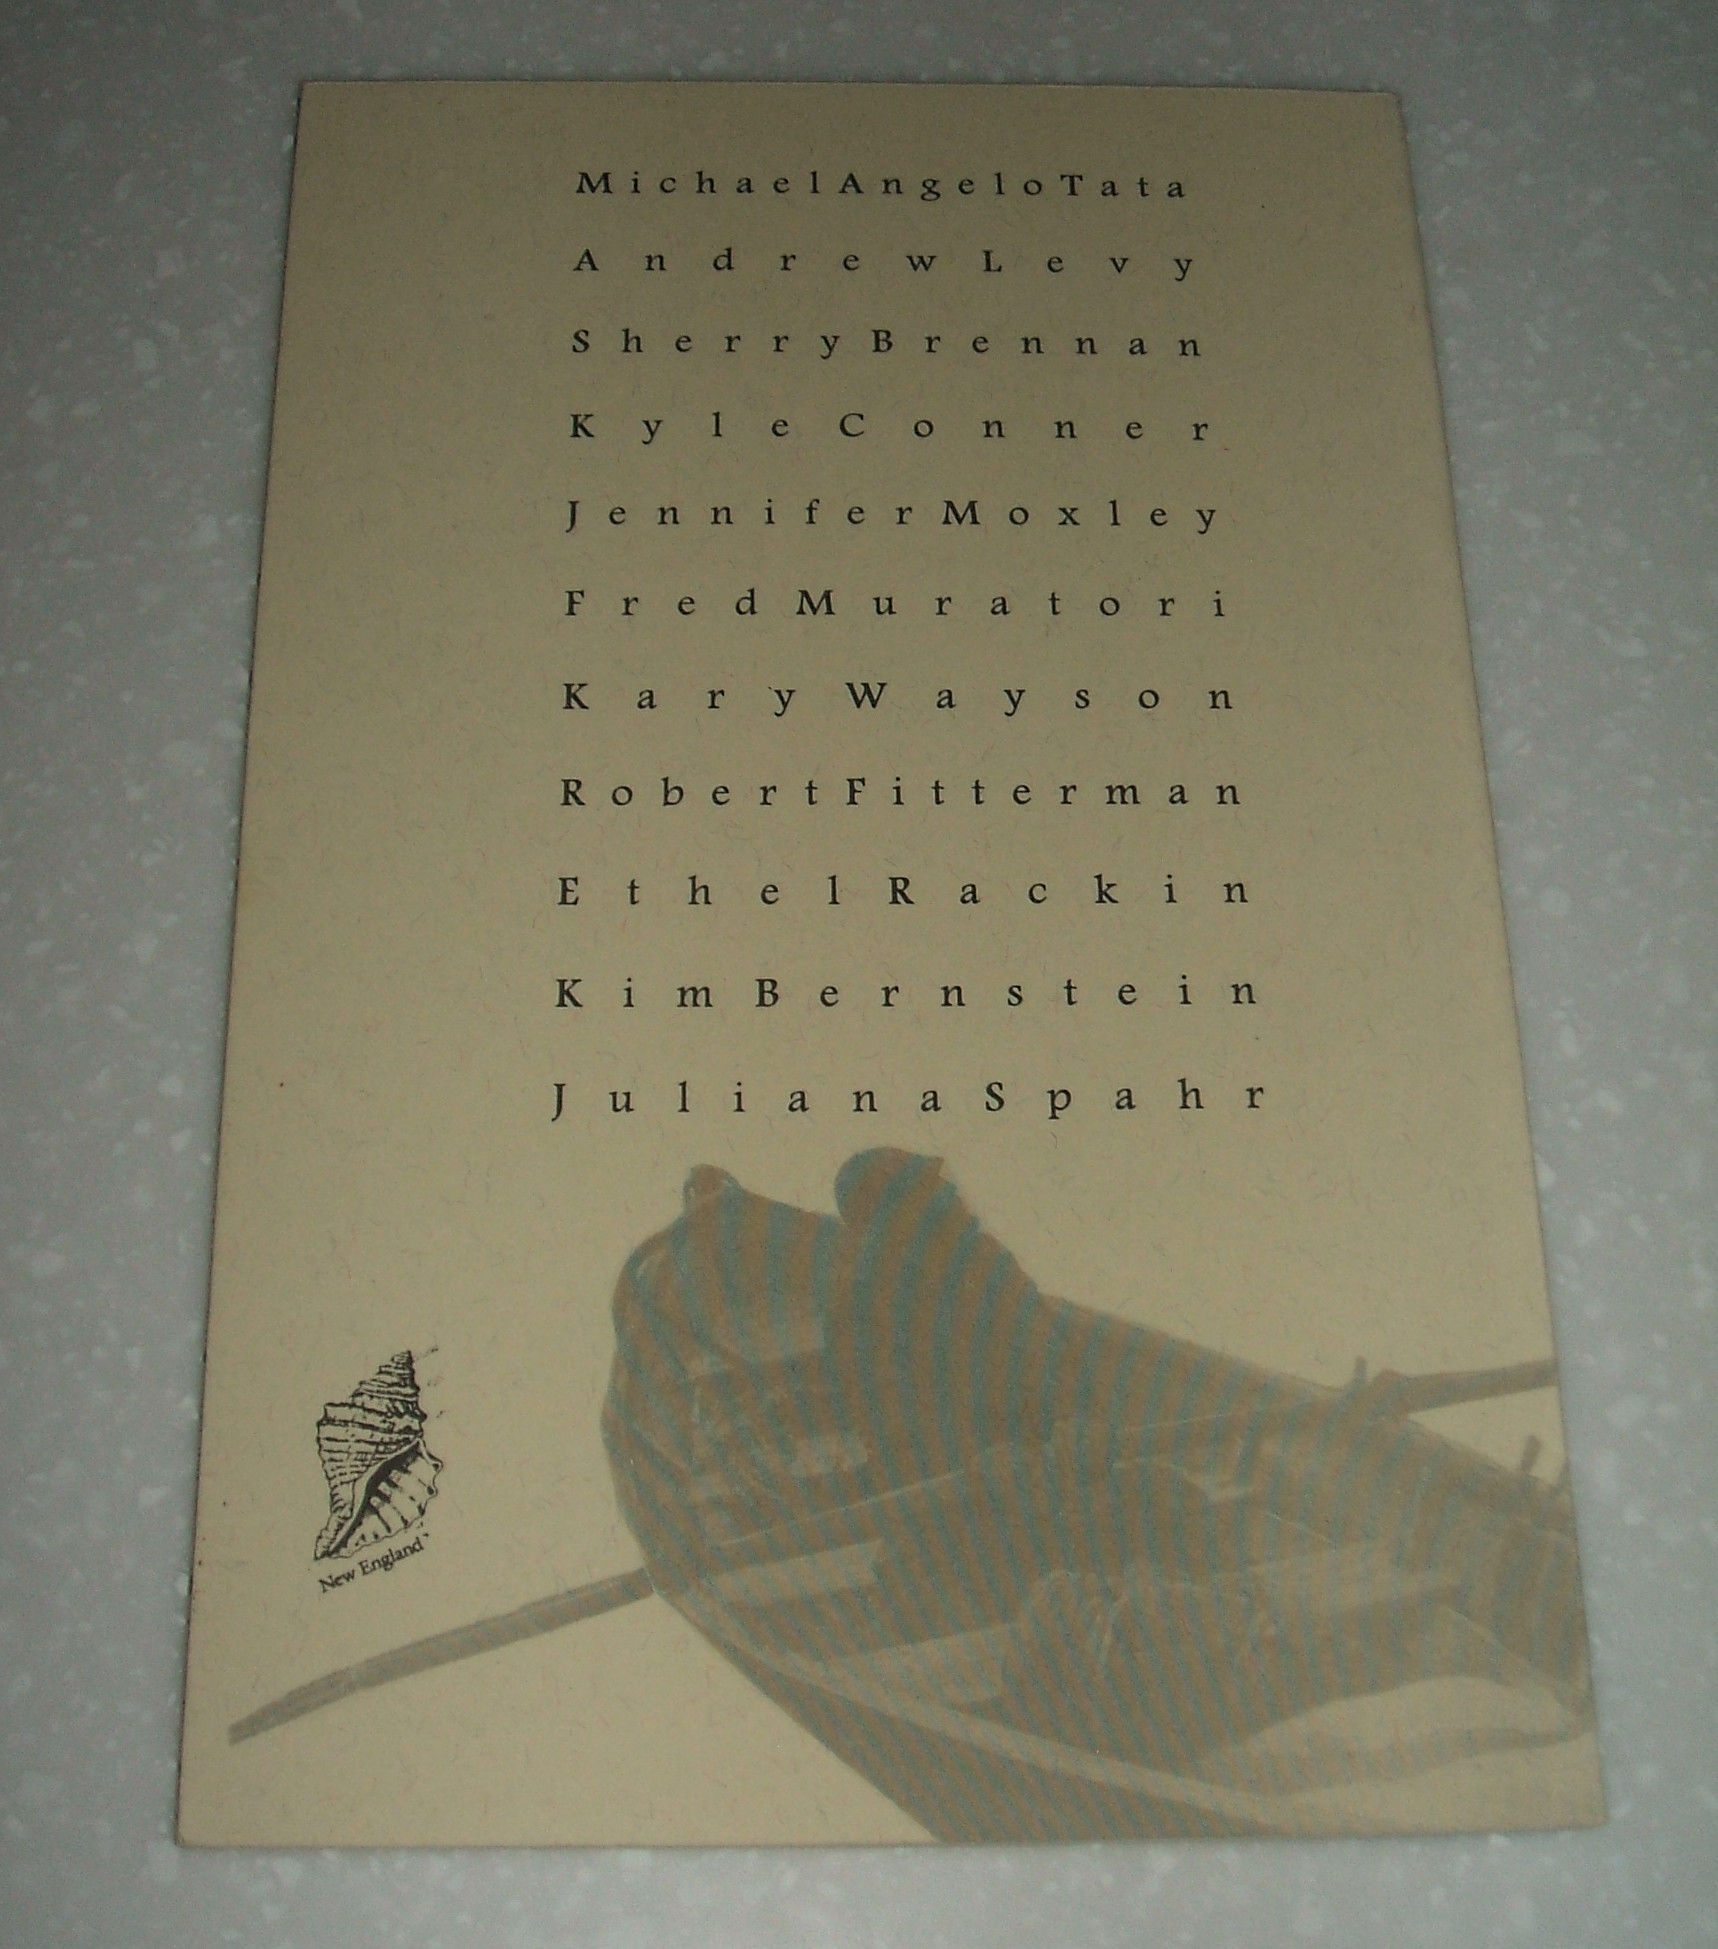 MichaelAngeloTata
AndrewLevy
SherryBrennan
KyleConner
JenniferMoxley
FredMuratori
KaryWayson
RobertFitterman
EthelRackin
KimBernstein
JulianaSpahr
New England